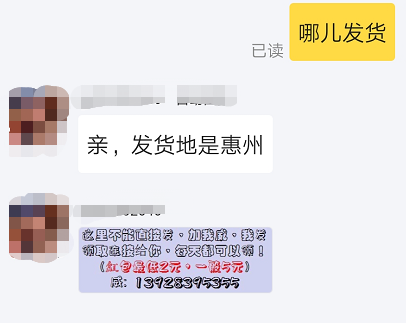 哪儿发货
已读
亲，发货地是惠州
这里不能直接发，加我威，我发
领取连接给你，每天都可以领！
（红包最低2元，一般5元）
威：13928395355